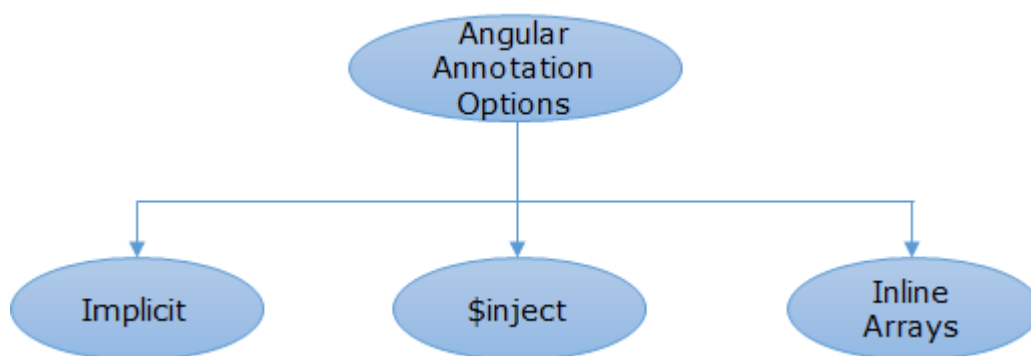 Angular
Annotation
Options
Implicit
$inject
Inline
Arrays